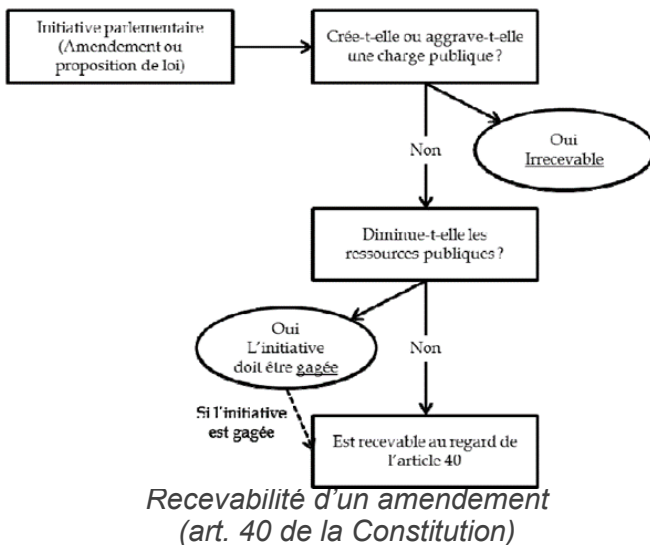 Initiative parlementaire
(Amendement ou
proposition de loi)
Crée-t-elle ou aggrave-t-elle
une charge publique ?
Non
Oui
Irrecevable
Diminue-t-elle les
ressources publiques ?
Oui
L'initiative
doit être gagée
Non
Si l'initiative
est gagée
Est recevable au regard de
l'article 40
Recevabilité d'un amendement
(art. 40 de la Constitution)